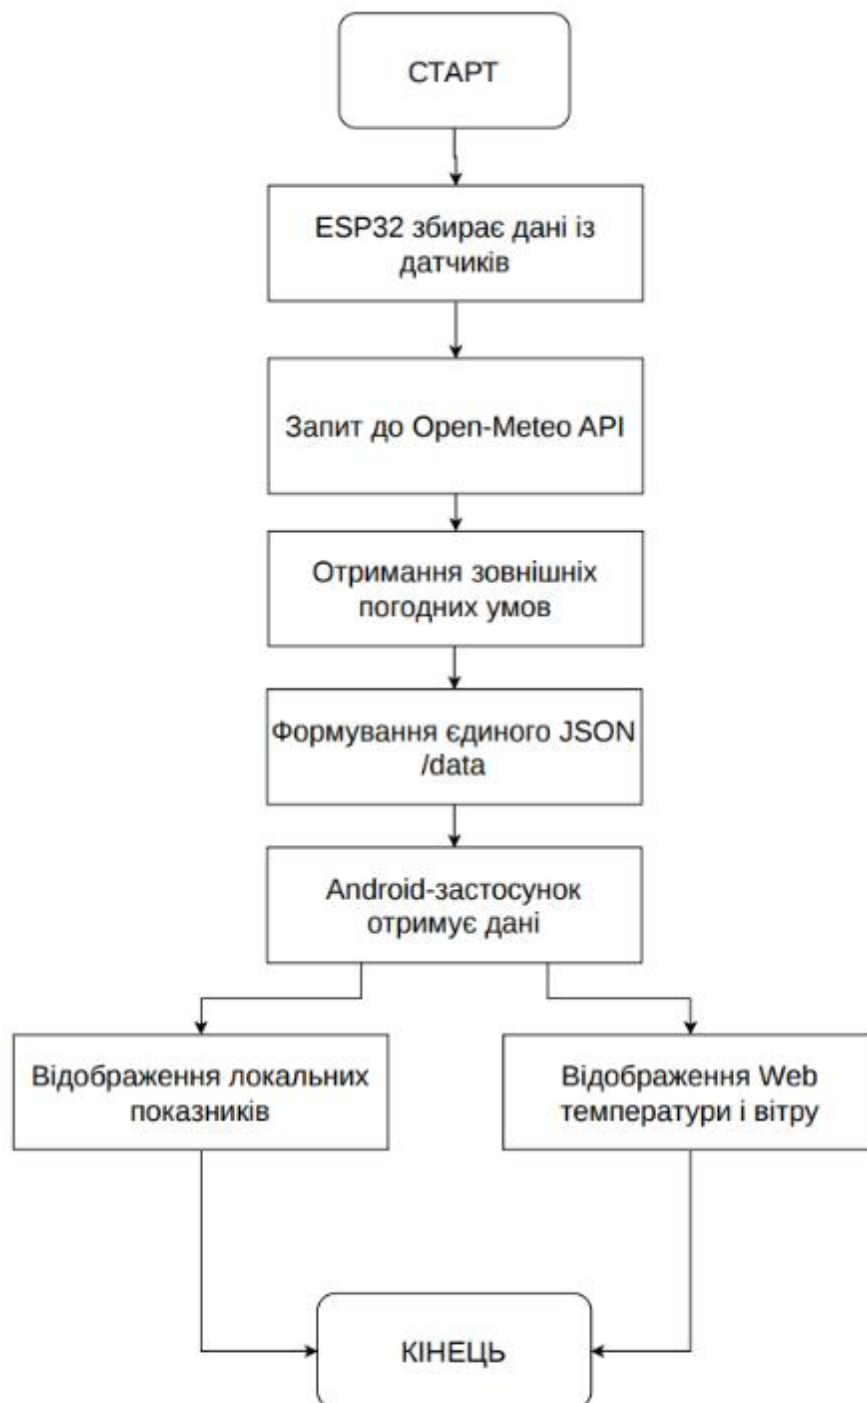 СТАРТ
ESP32 збирає дані із
датчиків
Запит до Open-Meteo API
Отримання зовнішніх
погодних умов
Формування єдиного JSON
/data
Android-застосунок
отримує дані
Відображення локальних
показників
Відображення Web
температури і вітру
КІНЕЦЬ